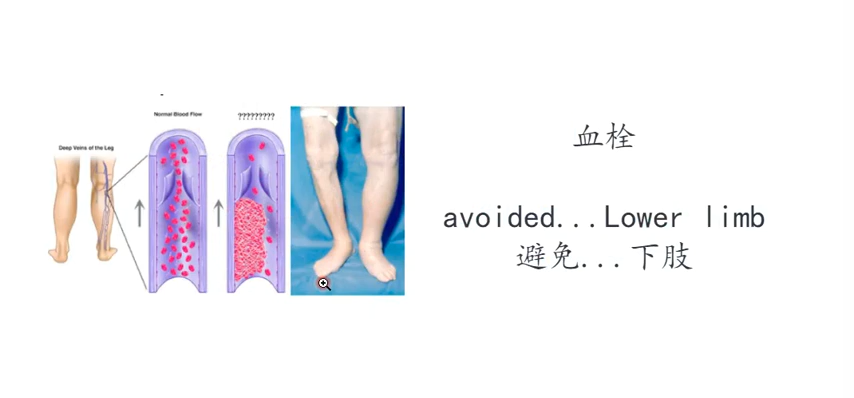 Normal Blood Flow
?????????
Deep Veins of the Leg
血栓
avoided...Lower limb
避免...下肢